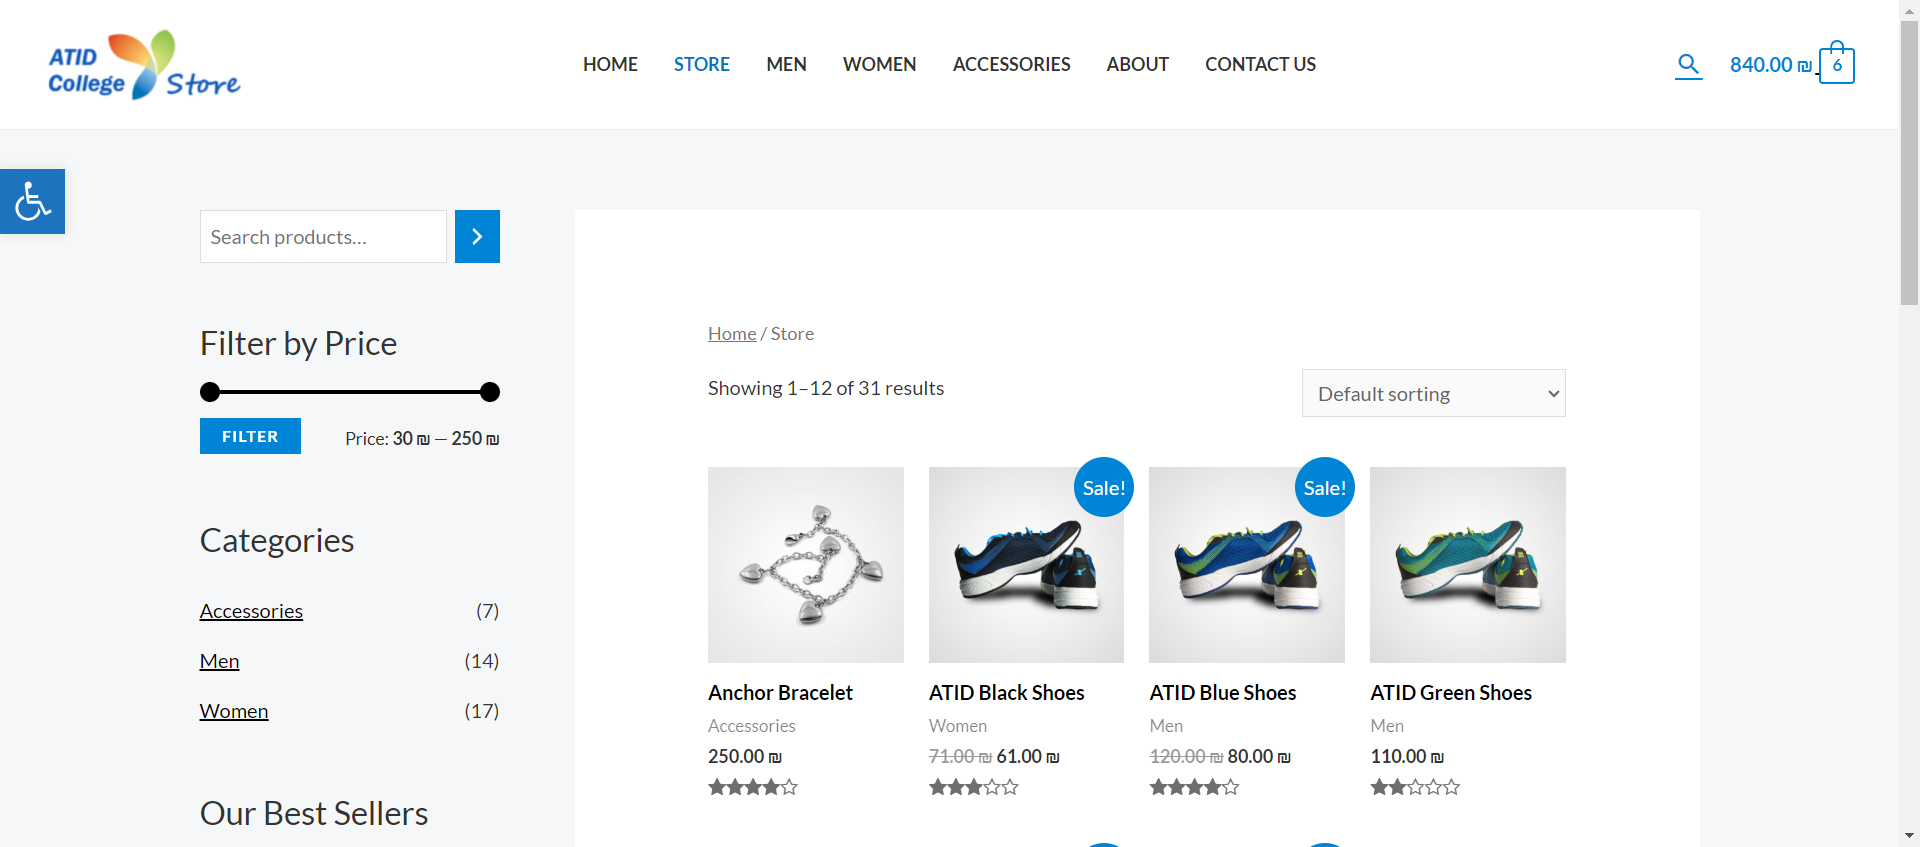 ATID
College Store
HOME STORE MEN WOMEN ACCESSORIES ABOUT CONTACT US
840.00 ₪ 6
Search products...
Filter by Price
FILTER Price: 30 ₪ — 250 ₪
Categories
Accessories (7)
Men (14)
Women (17)
Our Best Sellers
Home / Store
Showing 1–12 of 31 results
Default sorting
Sale! Sale!
Anchor Bracelet
Accessories
250.00 ₪
ATID Black Shoes
Women
71.00 ₪ 61.00 ₪
ATID Blue Shoes
Men
120.00 ₪ 80.00 ₪
ATID Green Shoes
Men
110.00 ₪